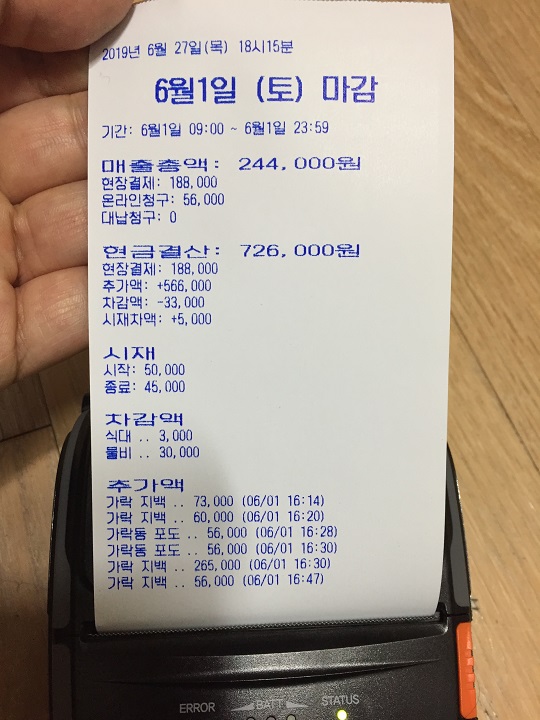 2019년 6월 27일(목) 18시15분
6월1일 (토) 마감
기간: 6월1일 09:00 ~ 6월1일 23:59
매출총액: 244,000원
현장결제: 188,000
온라인청구: 56,000
대납청구: 0
현금결산: 726,000원
현장결제: 188,000
추가액: +566,000
차감액: -33,000
시재차액: +5,000
시재
시작: 50,000
종료: 45,000
차감액
식대 .. 3,000
물비 .. 30,000
추가액
가락 지백 .. 73,000 (06/01 16:14)
가락 지백 .. 60,000 (06/01 16:20)
가락동 포도 .. 56,000 (06/01 16:28)
가락동 포도 .. 56,000 (06/01 16:30)
가락 지백 .. 265,000 (06/01 16:30)
가락 지백 .. 56,000 (06/01 16:47)
ERROR ◄BATT► STATUS